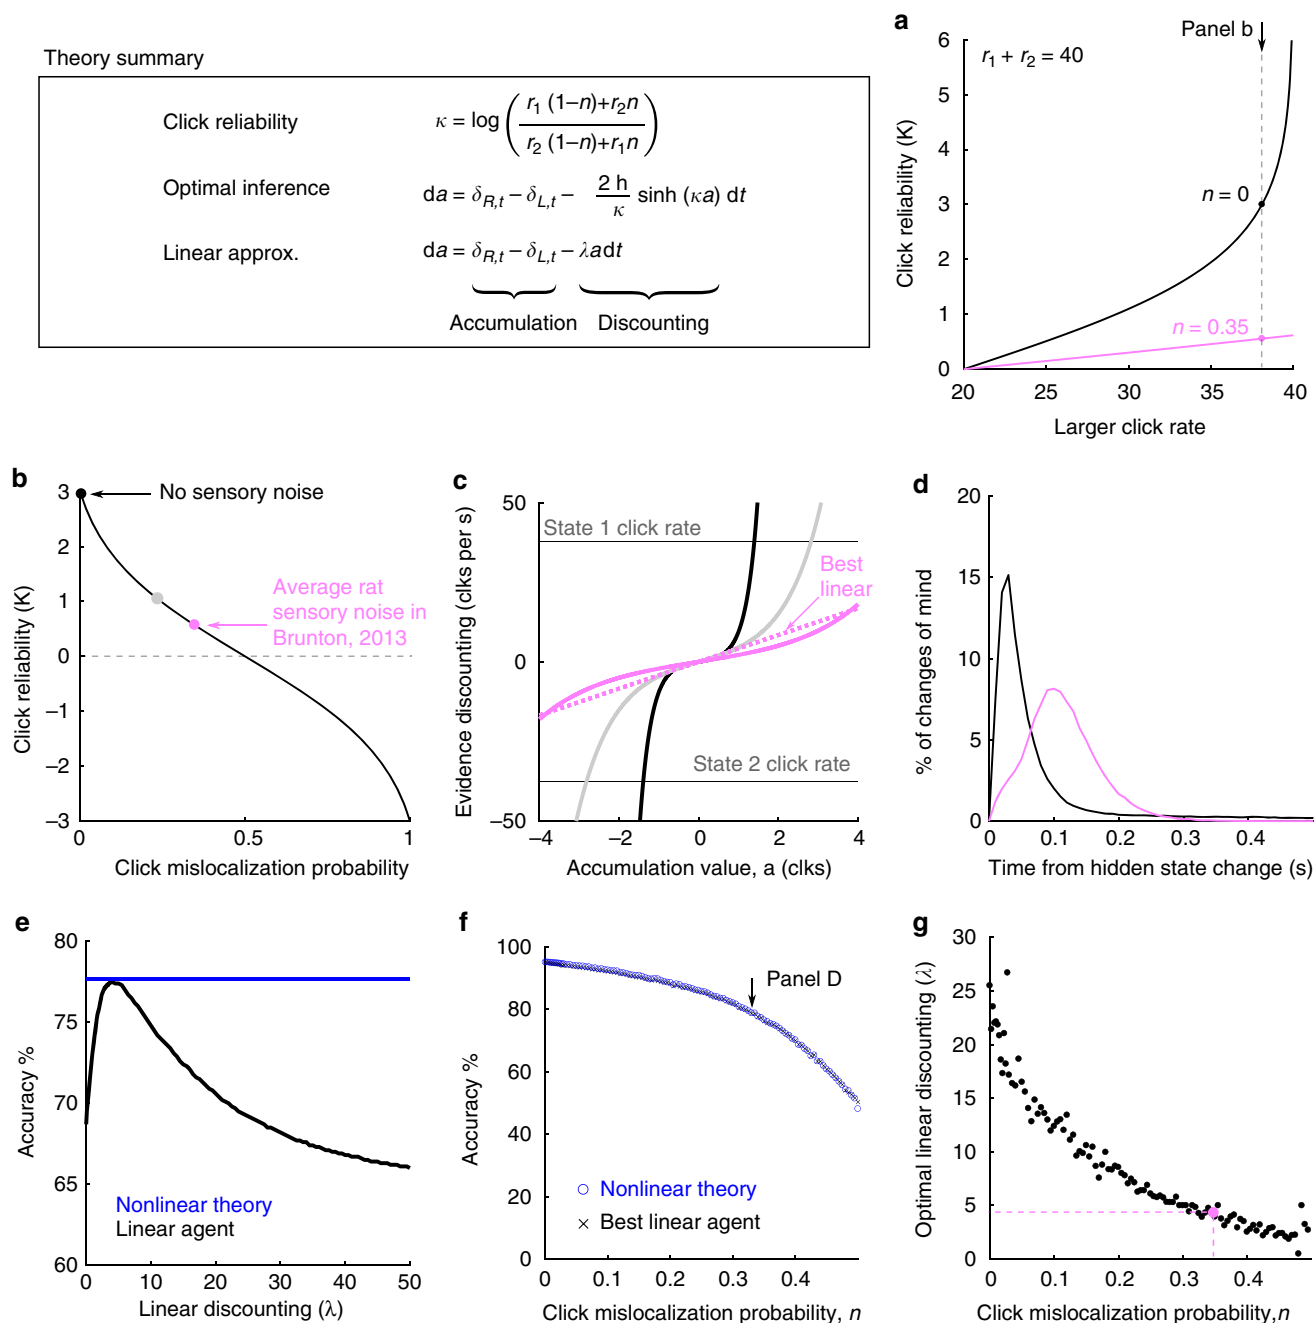 Theory summary
Click reliability
κ = log ( r1 (1–n)+r2n / r2 (1–n)+r1n )
Optimal inference
da = δR,t – δL,t – 2 h / κ sinh (κa) dt
Linear approx.
da = δR,t – δL,t – λadt
Accumulation Discounting
a
Panel b
r1 + r2 = 40
n = 0
n = 0.35
Click reliability (K)
6
5
4
3
2
1
0
20 25 30 35 40
Larger click rate
b
No sensory noise
Average rat
sensory noise in
Brunton, 2013
Click reliability (K)
3
2
1
0
–1
–2
–3
0 0.5 1
Click mislocalization probability
c
State 1 click rate
Best
linear
State 2 click rate
Evidence discounting (clks per s)
50
0
–50
–4 –2 0 2 4
Accumulation value, a (clks)
d
% of changes of mind
20
15
10
5
0
0 0.1 0.2 0.3 0.4
Time from hidden state change (s)
e
Accuracy %
80
75
70
65
60
Nonlinear theory
Linear agent
0 10 20 30 40 50
Linear discounting (λ)
f
Accuracy %
100
80
60
40
20
0
Panel D
Nonlinear theory
Best linear agent
0 0.1 0.2 0.3 0.4
Click mislocalization probability, n
g
Optimal linear discounting (λ)
30
25
20
15
10
5
0
0 0.1 0.2 0.3 0.4
Click mislocalization probability,n